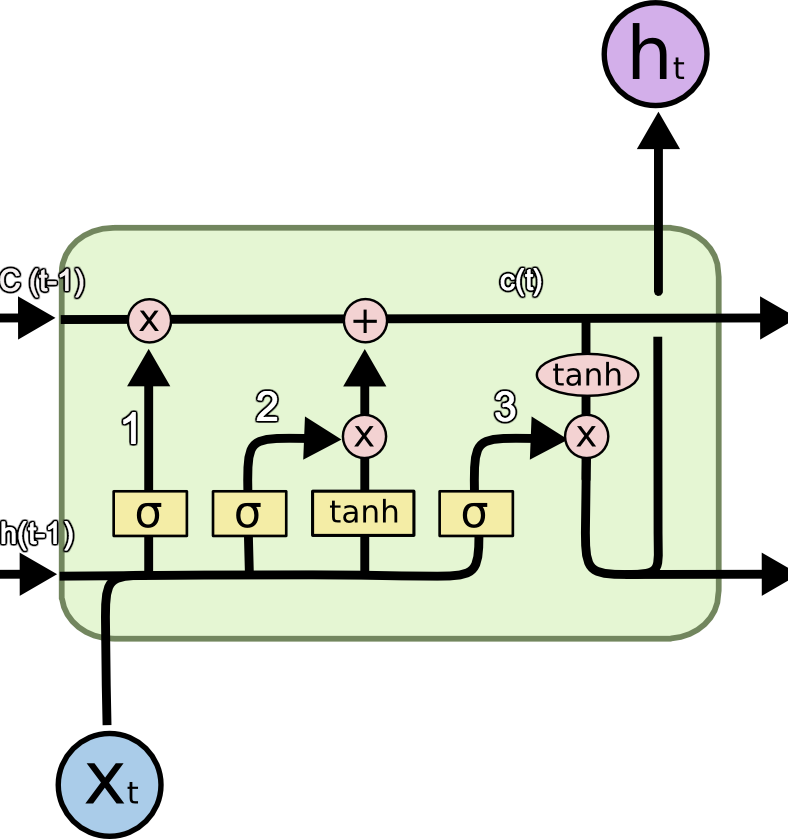 ht
C (t-1)
c(t)
x
+
tanh
1
2
x
3
x
σ
σ
tanh
σ
h(t-1)
Xt